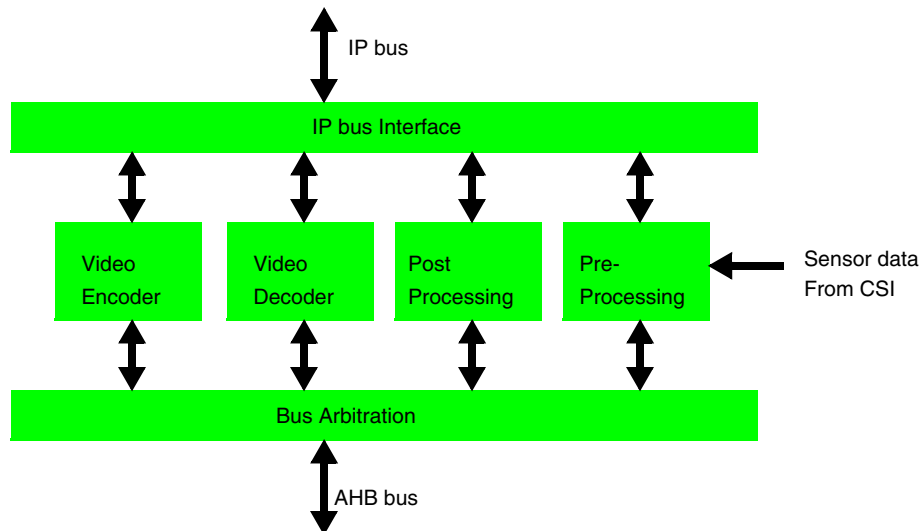 IP bus
IP bus Interface
Video
Encoder
Video
Decoder
Post
Processing
Pre-
Processing
Sensor data
From CSI
Bus Arbitration
AHB bus